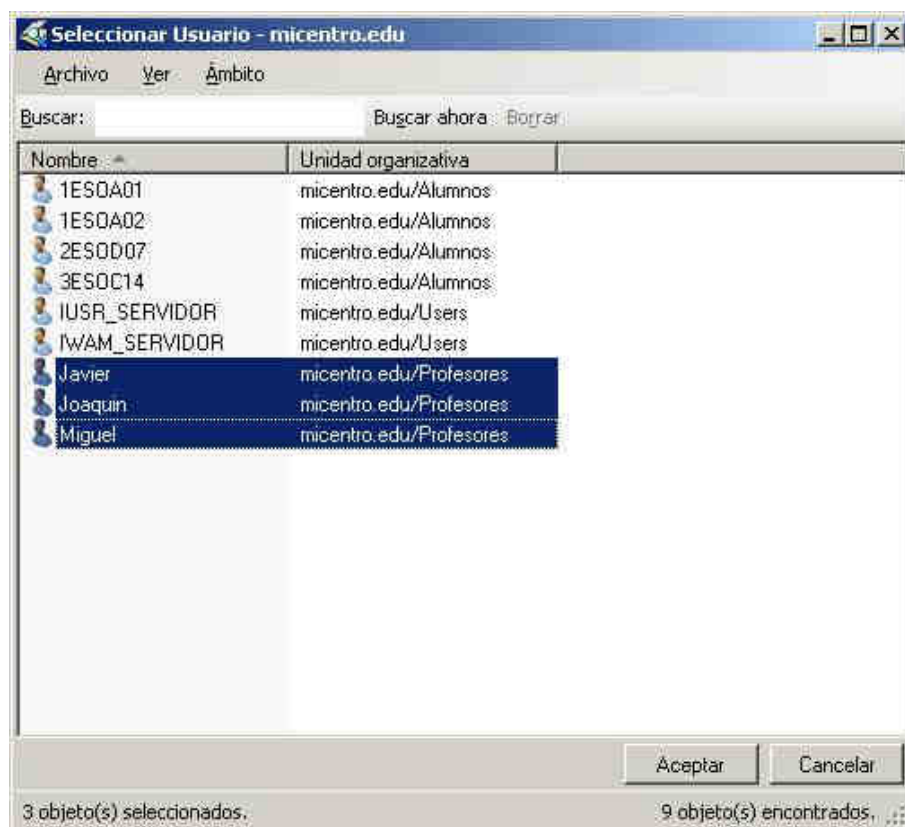 Seleccionar Usuario - micentro.edu
Archivo Ver Ámbito
Buscar: Buscar ahora Borrar
Nombre Unidad organizativa
1ESOA01 micentro.edu/Alumnos
1ESOA02 micentro.edu/Alumnos
2ESOD07 micentro.edu/Alumnos
3ESOC14 micentro.edu/Alumnos
IUSR_SERVIDOR micentro.edu/Users
IWAM_SERVIDOR micentro.edu/Users
Javier micentro.edu/Profesores
Joaquin micentro.edu/Profesores
Miguel micentro.edu/Profesores
Aceptar Cancelar
3 objeto(s) seleccionados. 9 objeto(s) encontrados.